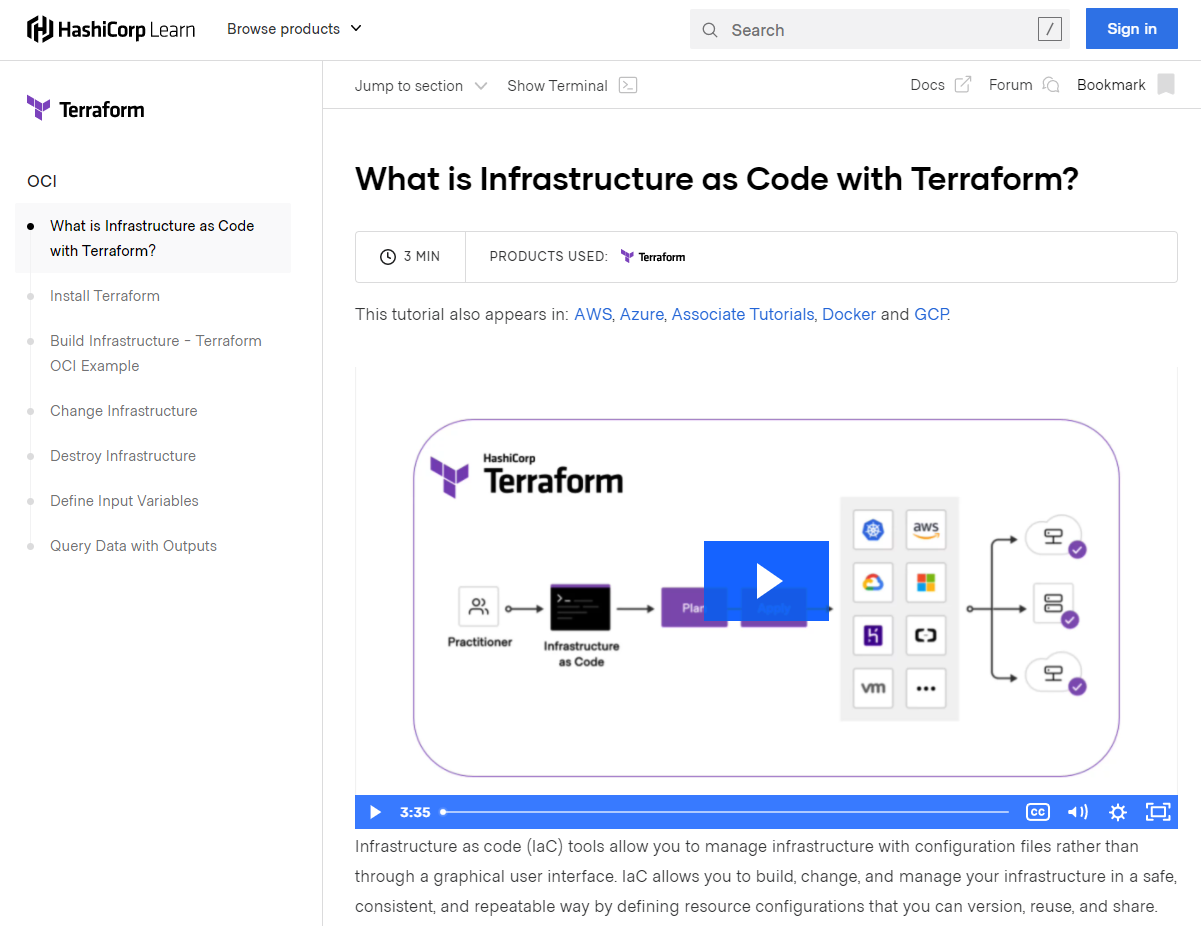 HashiCorp Learn
Browse products
Search
/
Sign in
Terraform
OCI
What is Infrastructure as Code
with Terraform?
Install Terraform
Build Infrastructure - Terraform
OCI Example
Change Infrastructure
Destroy Infrastructure
Define Input Variables
Query Data with Outputs
Jump to section
Show Terminal
Docs
Forum
Bookmark
What is Infrastructure as Code with Terraform?
3 MIN
PRODUCTS USED:
Terraform
This tutorial also appears in: AWS, Azure, Associate Tutorials, Docker and GCP.
HashiCorp
Terraform
Practitioner
Infrastructure
as Code
Plan
Apply
aws
vm
3:35
CC
Infrastructure as code (IaC) tools allow you to manage infrastructure with configuration files rather than
through a graphical user interface. IaC allows you to build, change, and manage your infrastructure in a safe,
consistent, and repeatable way by defining resource configurations that you can version, reuse, and share.